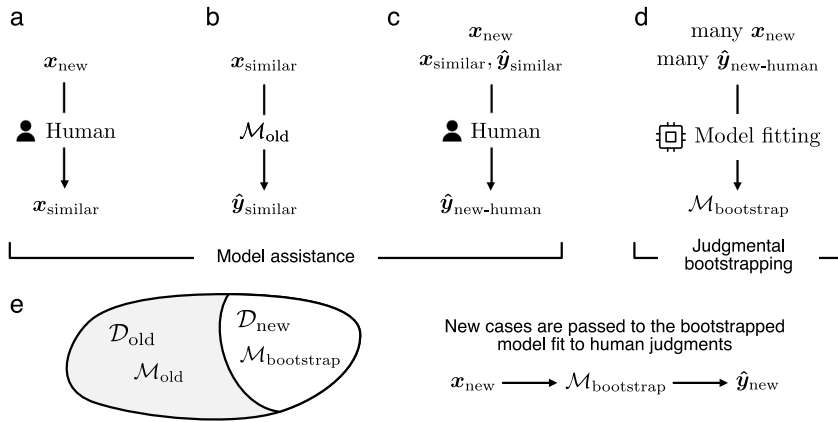 a
b
c
d
x_new
x_similar
x_new
x_similar, ŷ_similar
many x_new
many ŷ_new-human
Human
M_old
Human
Model fitting
x_similar
ŷ_similar
ŷ_new-human
M_bootstrap
Model assistance
Judgmental
bootstrapping
e
D_old
M_old
D_new
M_bootstrap
New cases are passed to the bootstrapped
model fit to human judgments
x_new → M_bootstrap → ŷ_new